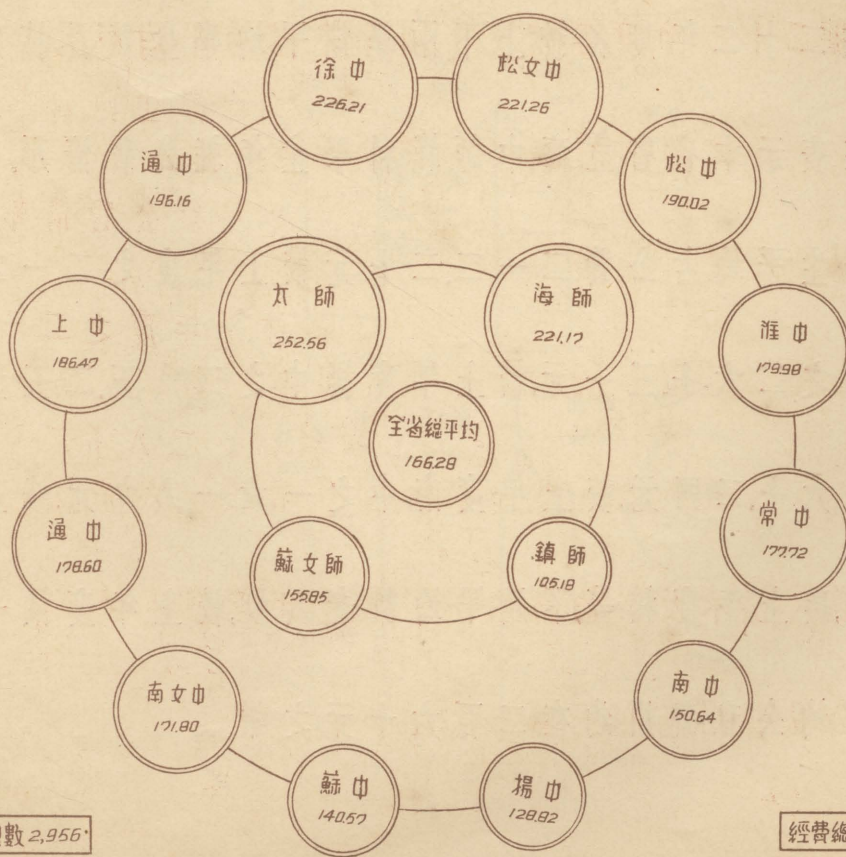 徐中
226.21
松女中
221.26
通中
196.16
松中
190.02
太師
252.56
海師
221.17
上中
186.47
淮中
179.98
全省總平均
166.28
通中
178.60
常中
177.72
蘇女師
155.85
鎮師
105.18
南女中
171.80
南中
150.64
蘇中
140.57
揚中
128.82
數2,956
經費總